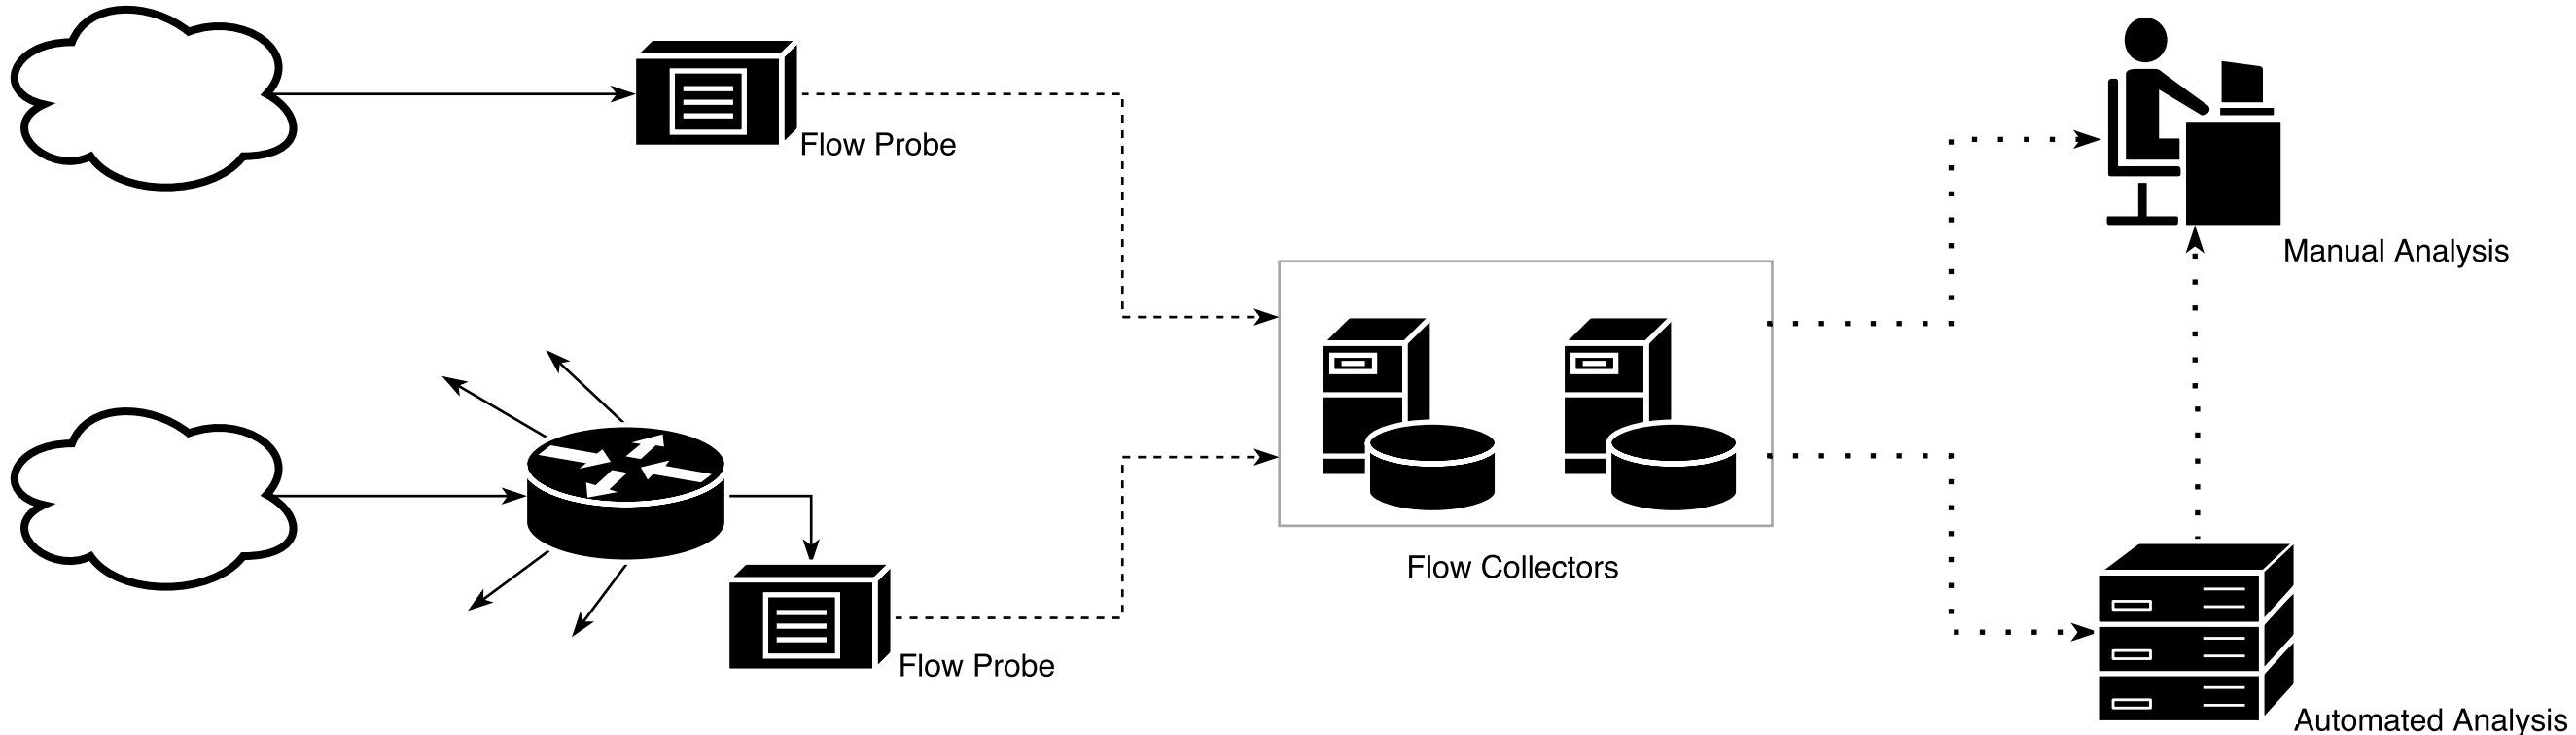 Flow Probe
Manual Analysis
Flow Collectors
Flow Probe
Automated Analysis